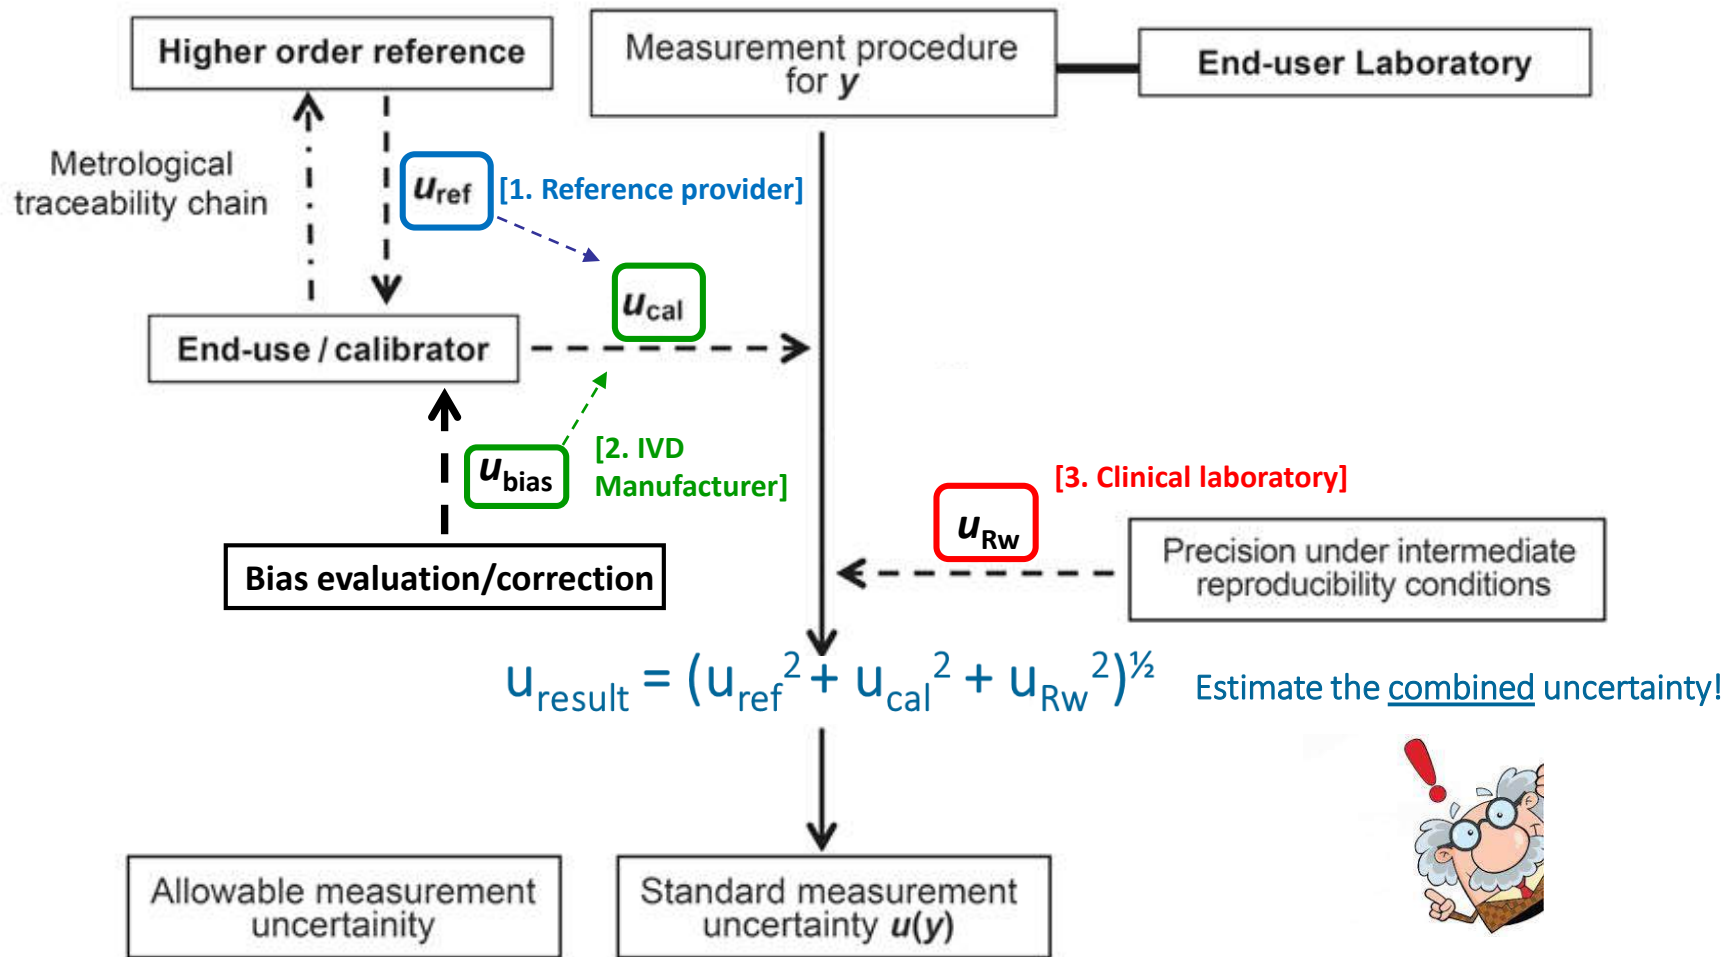 Higher order reference
Measurement procedure
for y
End-user Laboratory
Metrological
traceability chain
uref
[1. Reference provider]
ucal
End-use / calibrator
ubias
[2. IVD
Manufacturer]
[3. Clinical laboratory]
uRw
Bias evaluation/correction
Precision under intermediate
reproducibility conditions
uresult = (uref² + ucal² + uRw²)^½
Estimate the combined uncertainty!
Allowable measurement
uncertainity
Standard measurement
uncertainty u(y)